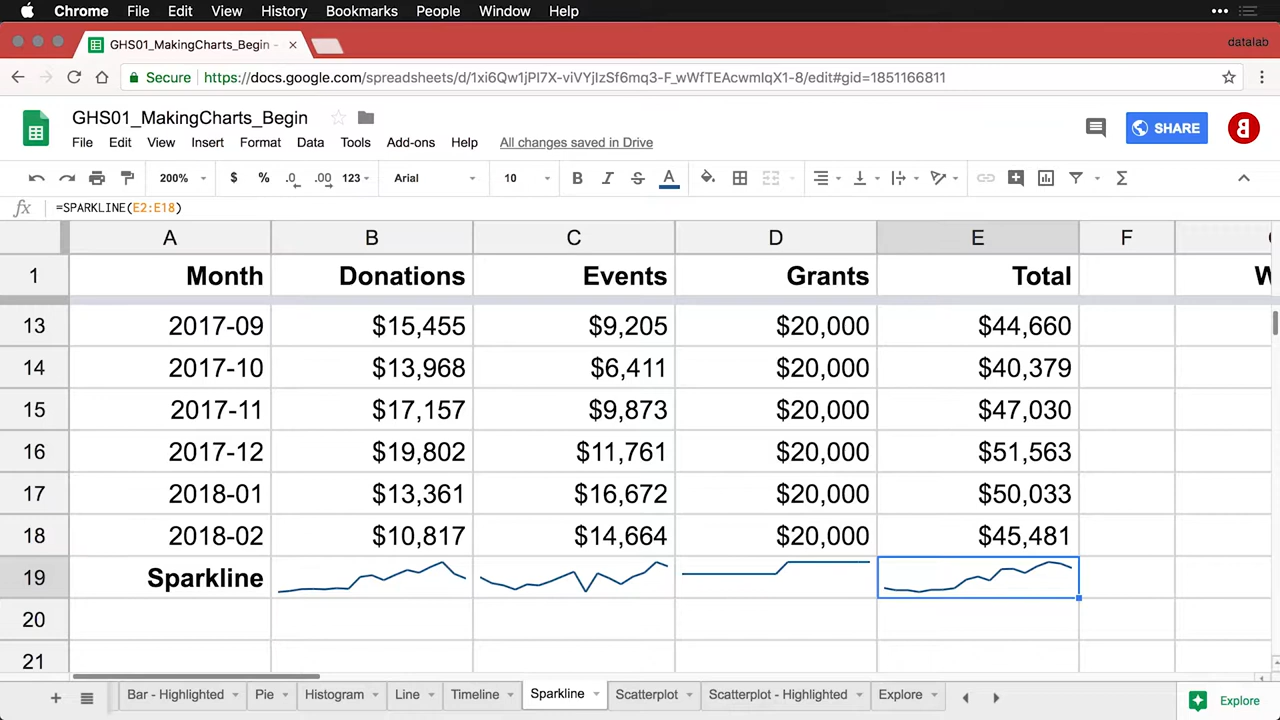 Chrome File Edit View History Bookmarks People Window Help
GHS01_MakingCharts_Begin -
datalab
Secure https://docs.google.com/spreadsheets/d/1xi6Qw1jPl7X-viVYjIzSf6mq3-F_wWfTEAcwmIqX1-8/edit#gid=1851166811
GHS01_MakingCharts_Begin
SHARE
File Edit View Insert Format Data Tools Add-ons Help All changes saved in Drive
200% $ % .0 .00 123 Arial 10 B I S A Σ
fx =SPARKLINE(E2:E18)
A B C D E F
1 Month Donations Events Grants Total W
13 2017-09 $15,455 $9,205 $20,000 $44,660
14 2017-10 $13,968 $6,411 $20,000 $40,379
15 2017-11 $17,157 $9,873 $20,000 $47,030
16 2017-12 $19,802 $11,761 $20,000 $51,563
17 2018-01 $13,361 $16,672 $20,000 $50,033
18 2018-02 $10,817 $14,664 $20,000 $45,481
19 Sparkline
20
21
Bar - Highlighted Pie Histogram Line Timeline Sparkline Scatterplot Scatterplot - Highlighted Explore Explore